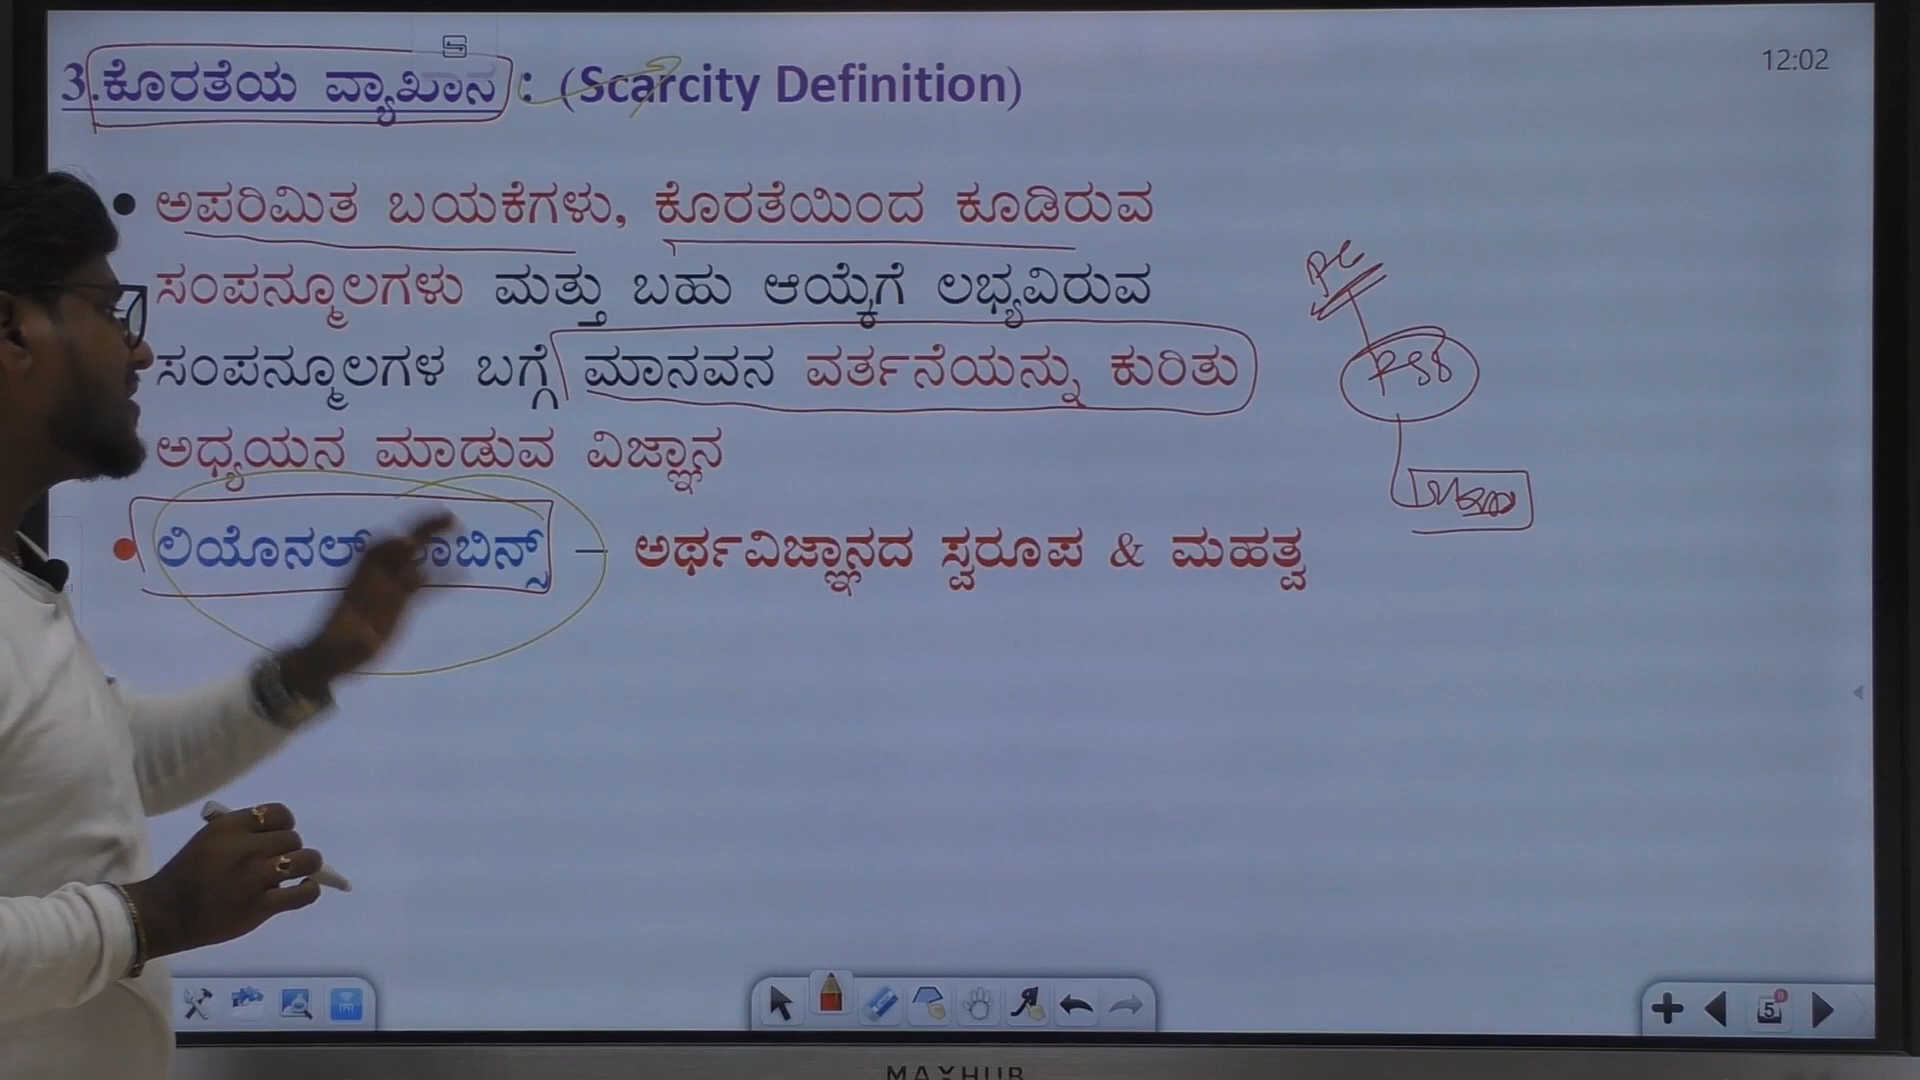 3.ಕೊರತೆಯ ವ್ಯಾಖಾನ : (Scarcity Definition)
12:02
• ಅಪರಿಮಿತ ಬಯಕೆಗಳು, ಕೊರತೆಯಿಂದ ಕೂಡಿರುವ
ಸಂಪನ್ಮೂಲಗಳು ಮತ್ತು ಬಹು ಆಯ್ಕೆಗೆ ಲಭ್ಯವಿರುವ
ಸಂಪನ್ಮೂಲಗಳ ಬಗ್ಗೆ ಮಾನವನ ವರ್ತನೆಯನ್ನು ಕುರಿತು
ಅಧ್ಯಯನ ಮಾಡುವ ವಿಜ್ಞಾನ
• ಲಿಯೊನಲ್ – ಅರ್ಥವಿಜ್ಞಾನದ ಸ್ವರೂಪ & ಮಹತ್ವ
5
MAXHUB